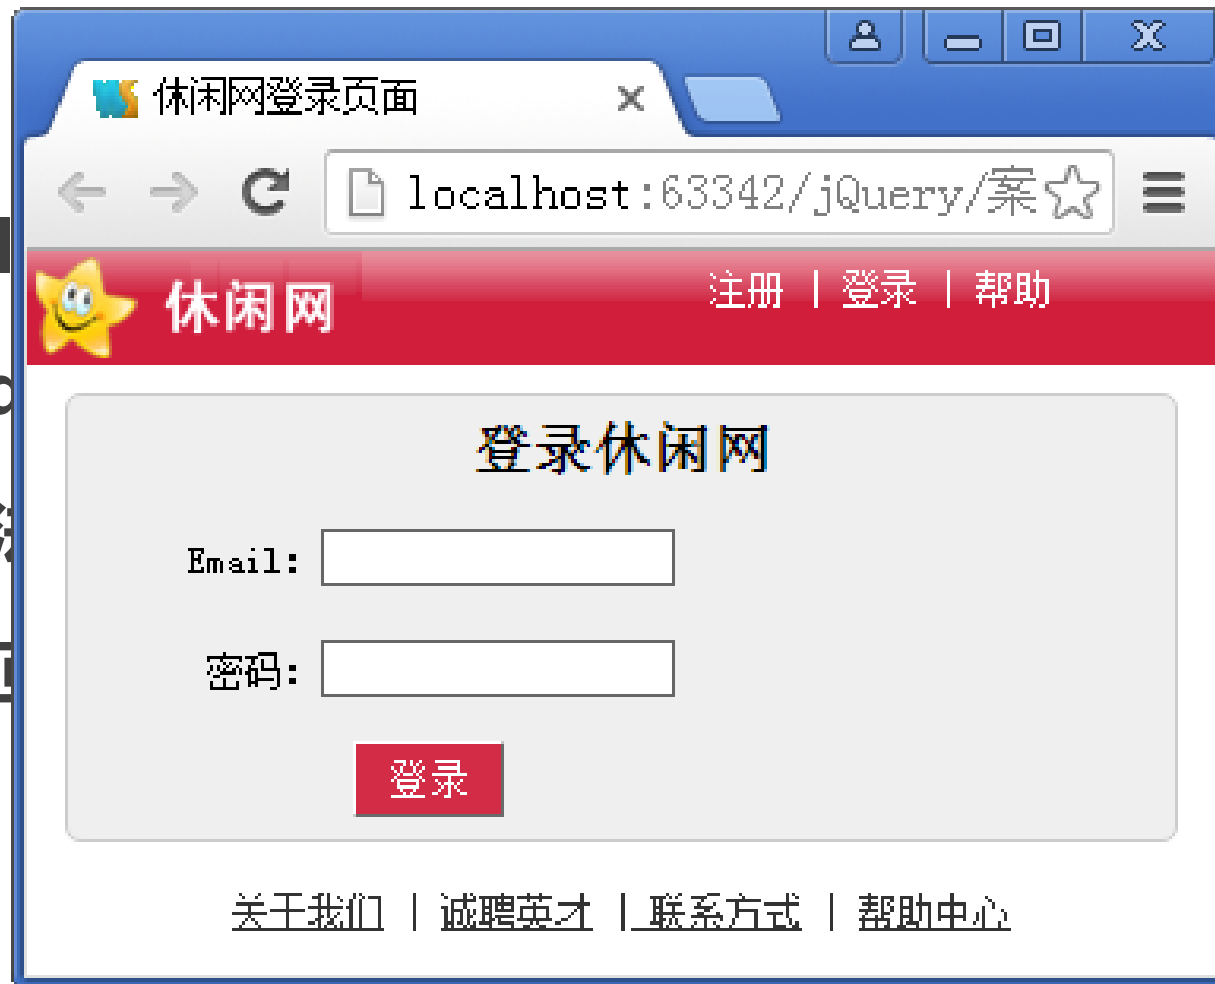 休闲网登录页面
localhost:63342/jQuery/案
休闲网
注册 | 登录 | 帮助
登录休闲网
Email:
密码:
登录
关于我们 | 诚聘英才 | 联系方式 | 帮助中心